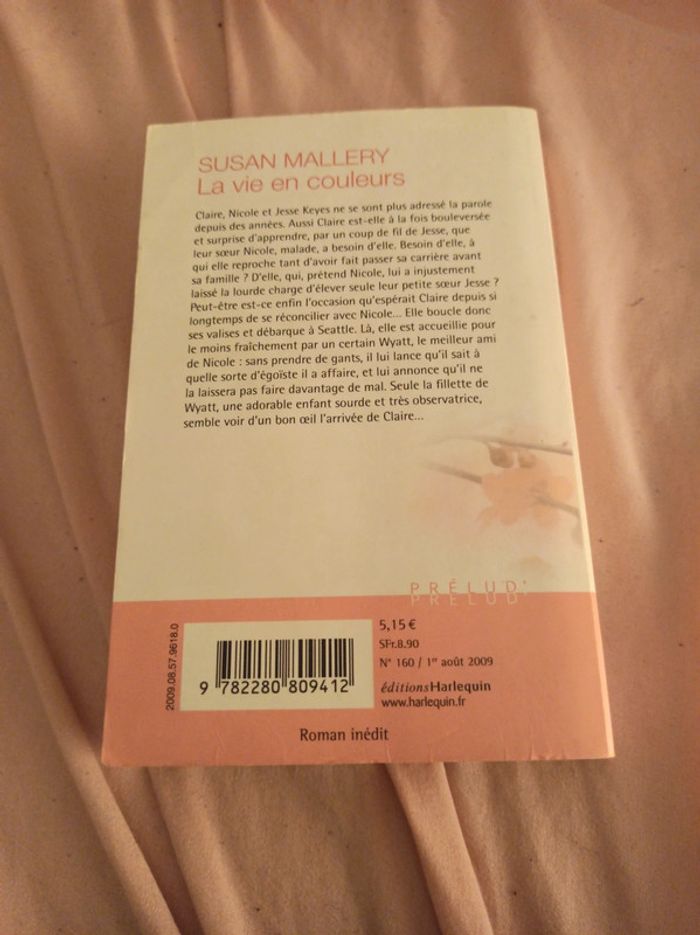 SUSAN MALLERY
La vie en couleurs
Claire, Nicole et Jesse Keyes ne se sont plus adressé la parole
depuis des années. Aussi Claire est-elle à la fois bouleversée
et surprise d'apprendre, par un coup de fil de Jesse, que
leur sœur Nicole, malade, a besoin d'elle. Besoin d'elle, à
qui elle reproche tant d'avoir fait passer sa carrière avant
sa famille ? D'elle, qui, prétend Nicole, lui a injustement
laissé la lourde charge d'élever seule leur petite sœur Jesse ?
Peut-être est-ce enfin l'occasion qu'espérait Claire depuis si
longtemps de se réconcilier avec Nicole... Elle boucle donc
ses valises et débarque à Seattle. Là, elle est accueillie pour
le moins fraîchement par un certain Wyatt, le meilleur ami
de Nicole : sans prendre de gants, il lui lance qu'il sait à
quelle sorte d'égoïste il a affaire, et lui annonce qu'il ne
la laissera pas faire davantage de mal. Seule la fillette de
Wyatt, une adorable enfant sourde et très observatrice,
semble voir d'un bon œil l'arrivée de Claire...
PRÉLUD'
PRÉLUD'
2009.08.57.9618.0
9 782280 809412
5,15 €
SFr.8.90
N° 160 / 1er août 2009
éditionsHarlequin
www.harlequin.fr
Roman inédit